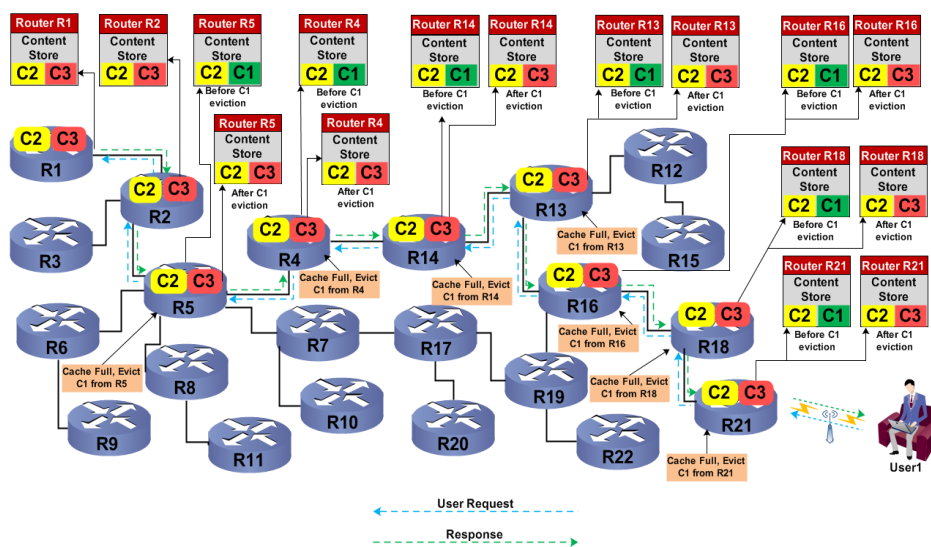 Router R1
Content
Store
C2 C3
Router R2
Content
Store
C2 C3
Router R5
Content
Store
C2 C1
Before C1
eviction
Router R4
Content
Store
C2 C1
Before C1
eviction
Router R14
Content
Store
C2 C1
Before C1
eviction
Router R14
Content
Store
C2 C3
After C1
eviction
Router R13
Content
Store
C2 C1
Before C1
eviction
Router R13
Content
Store
C2 C3
After C1
eviction
Router R16
Content
Store
C2 C1
Before C1
eviction
Router R16
Content
Store
C2 C3
After C1
eviction
Router R5
Content
Store
C2 C3
After C1
eviction
Router R4
Content
Store
C2 C3
After C1
eviction
Router R18
Content
Store
C2 C1
Before C1
eviction
Router R18
Content
Store
C2 C3
After C1
eviction
Router R21
Content
Store
C2 C1
Before C1
eviction
Router R21
Content
Store
C2 C3
After C1
eviction
C2 C3
R1
C2 C3
R2
R3
C2 C3
R4
Cache Full, Evict
C1 from R4
C2 C3
R14
Cache Full, Evict
C1 from R14
C2 C3
R13
Cache Full, Evict
C1 from R13
R12
R15
C2 C3
R5
Cache Full, Evict
C1 from R5
C2 C3
R16
Cache Full, Evict
C1 from R16
C2 C3
R18
Cache Full, Evict
C1 from R18
R6
R7
R17
R8
R19
C2 C3
R21
Cache Full, Evict
C1 from R21
R9
R10
R11
R20
R22
User1
User Request
Response